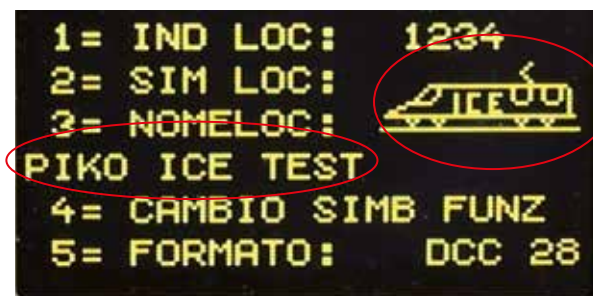 1= IND LOC: 1234
2= SIM LOC:
ICE
3= NOMELOC:
PIKO ICE TEST
4= CAMBIO SIMB FUNZ
5= FORMATO: DCC 28